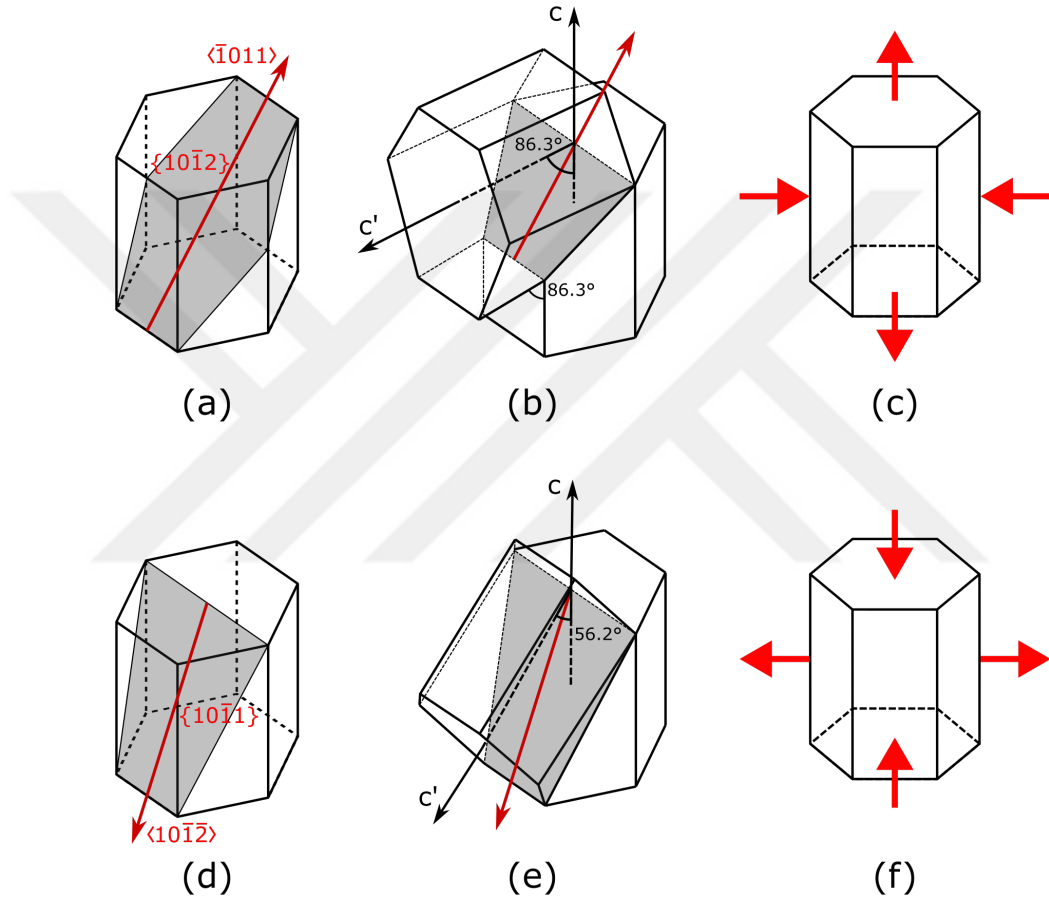 ⟨1̅011⟩
{101̅2}
(a)
c
86.3°
c'
86.3°
(b)
(c)
{101̅1}
⟨101̅2̅⟩
(d)
c
56.2°
c'
(e)
(f)